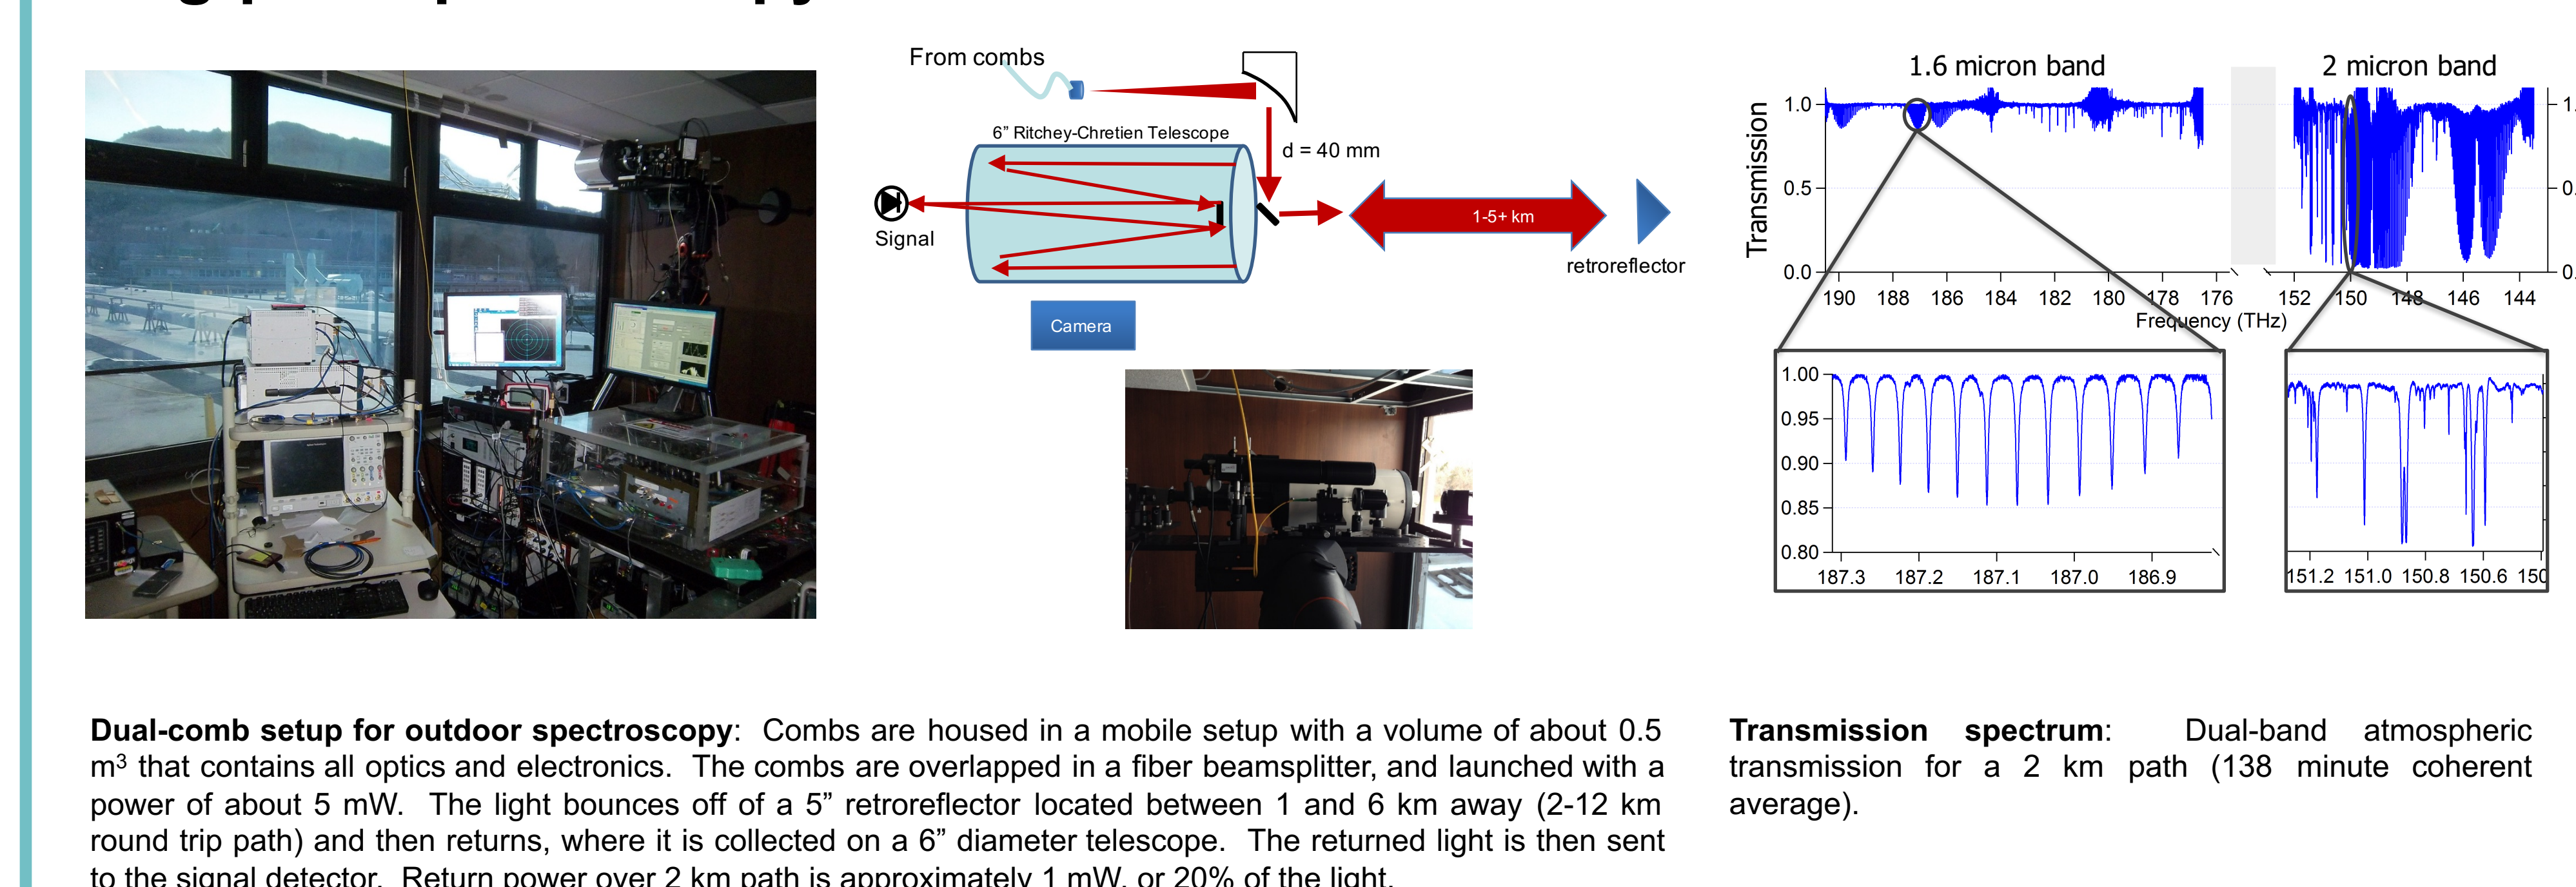 From combs
6” Ritchey-Chretien Telescope
d = 40 mm
Signal
1-5+ km
retroreflector
Camera
1.6 micron band
2 micron band
Transmission
1.0
0.5
0.0
190 188 186 184 182 180 178 176 152 150 148 146 144
Frequency (THz)
1.00
0.95
0.90
0.85
0.80
187.3 187.2 187.1 187.0 186.9
151.2 151.0 150.8 150.6
Dual-comb setup for outdoor spectroscopy: Combs are housed in a mobile setup with a volume of about 0.5
m³ that contains all optics and electronics. The combs are overlapped in a fiber beamsplitter, and launched with a
power of about 5 mW. The light bounces off of a 5” retroreflector located between 1 and 6 km away (2-12 km
round trip path) and then returns, where it is collected on a 6” diameter telescope. The returned light is then sent
to the signal detector. Return power over 2 km path is approximately 1 mW, or 20% of the light.
Transmission spectrum: Dual-band atmospheric
transmission for a 2 km path (138 minute coherent
average).